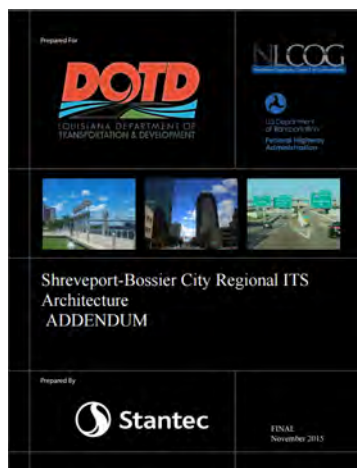 Prepared For
DOTD
LOUISIANA DEPARTMENT OF
TRANSPORTATION & DEVELOPMENT
NLCOG
U.S. Department
of Transportation
Federal Highway
Administration
Shreveport-Bossier City Regional ITS
Architecture
ADDENDUM
Prepared By
Stantec
FINAL
November 2015